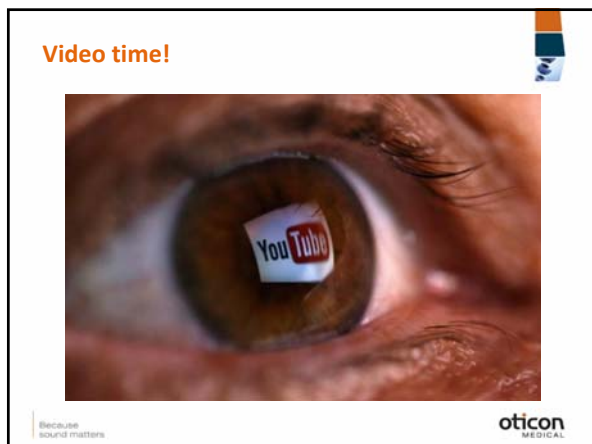 Video time!
YouTube
Because
sound matters
oticon
MEDICAL